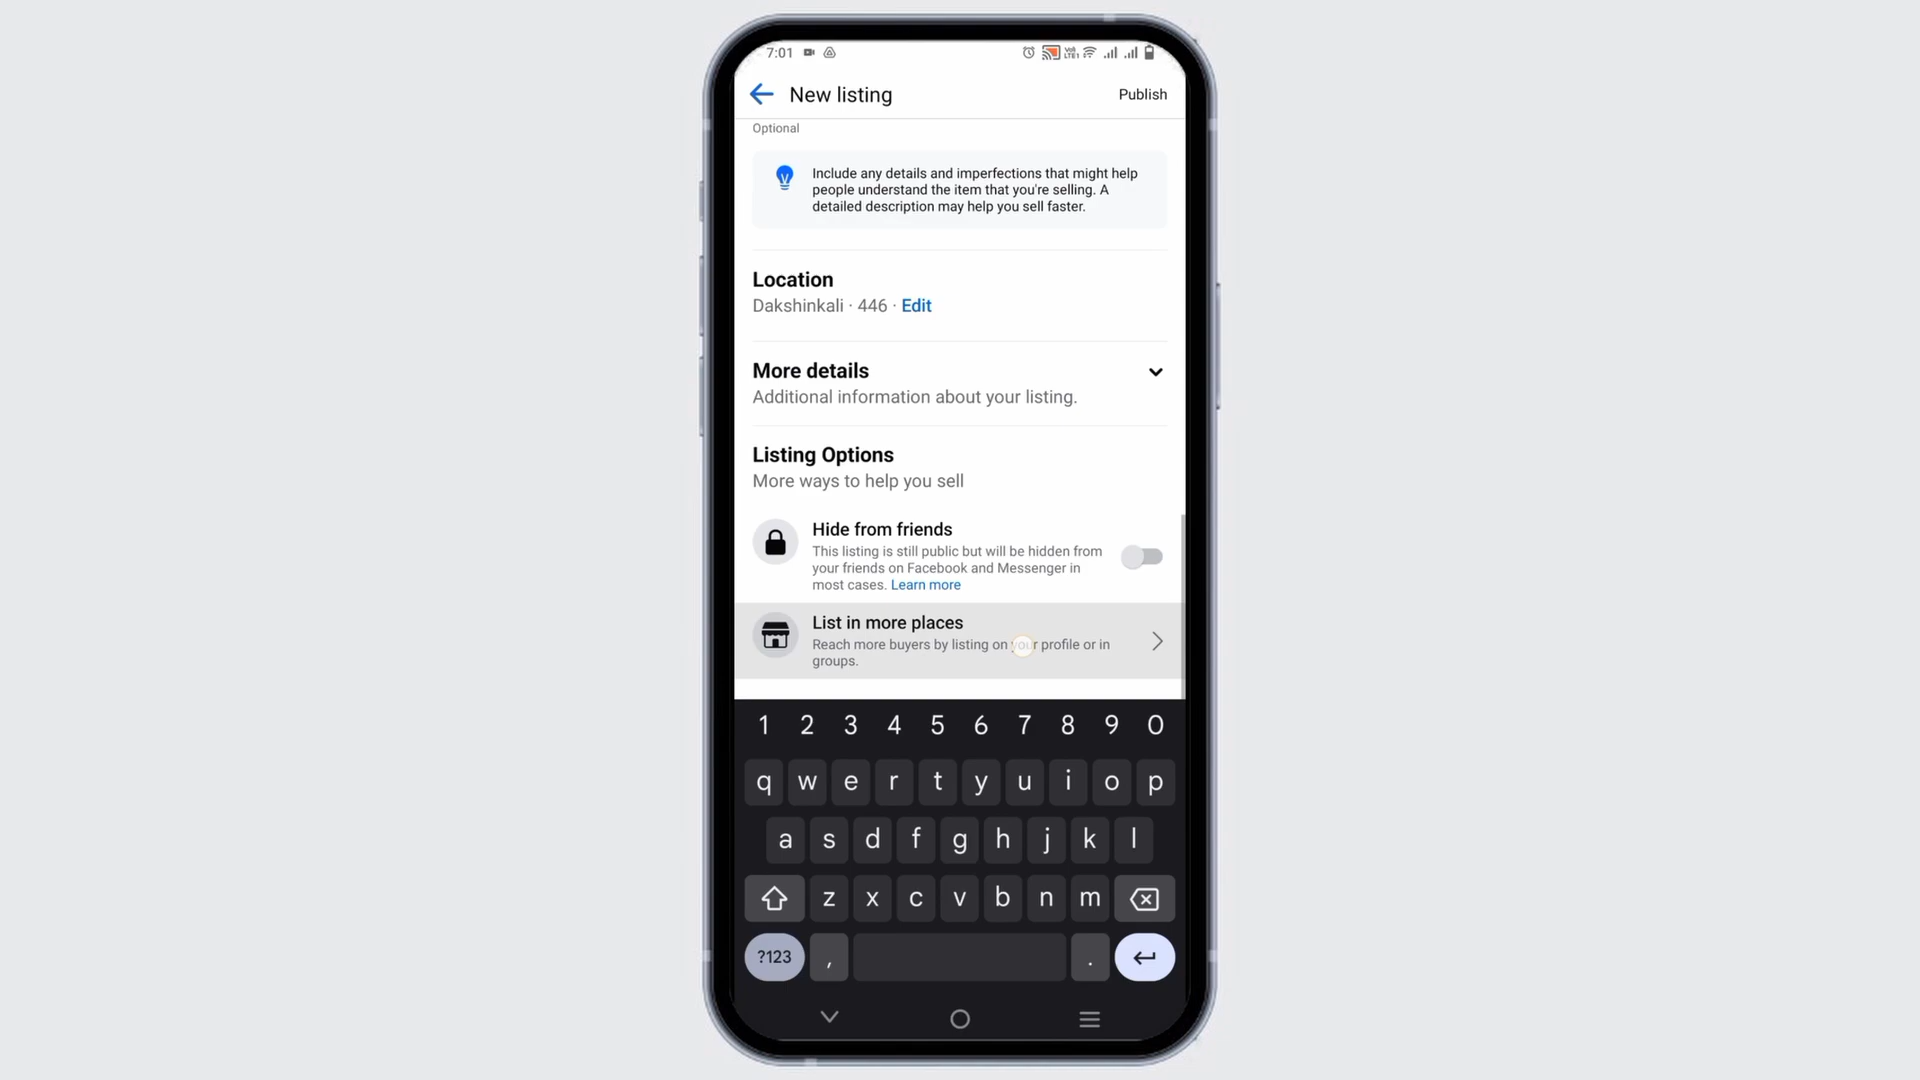 7:01
New listing
Publish
Optional
Include any details and imperfections that might help
people understand the item that you're selling. A
detailed description may help you sell faster.
Location
Dakshinkali · 446 · Edit
More details
Additional information about your listing.
Listing Options
More ways to help you sell
Hide from friends
This listing is still public but will be hidden from
your friends on Facebook and Messenger in
most cases. Learn more
List in more places
Reach more buyers by listing on your profile or in
groups.
1 2 3 4 5 6 7 8 9 0
q w e r t y u i o p
a s d f g h j k l
z x c v b n m
?123 , .